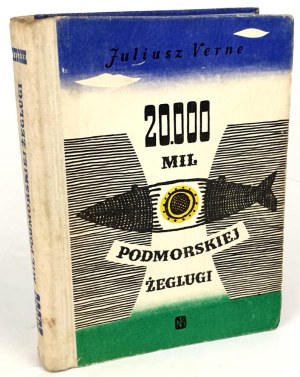 Juliusz Verne
20.000
MIL
PODMORSKIEJ
ŻEGLUGI